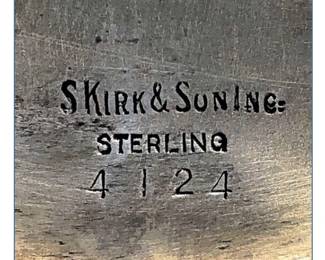 S KIRK & SON INC=
STERLING
4124